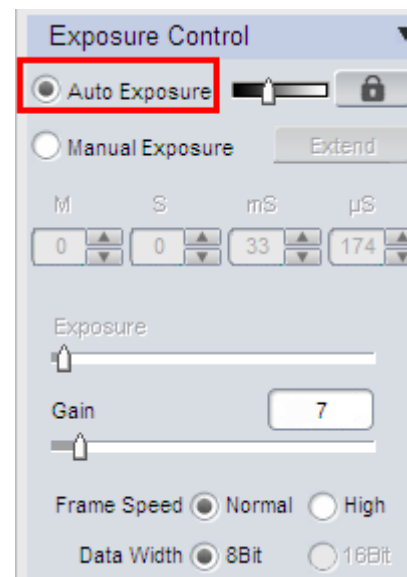 Exposure Control
Auto Exposure
Manual Exposure Extend
M S mS µS
0 0 33 174
Exposure
Gain 7
Frame Speed Normal High
Data Width 8Bit 16Bit